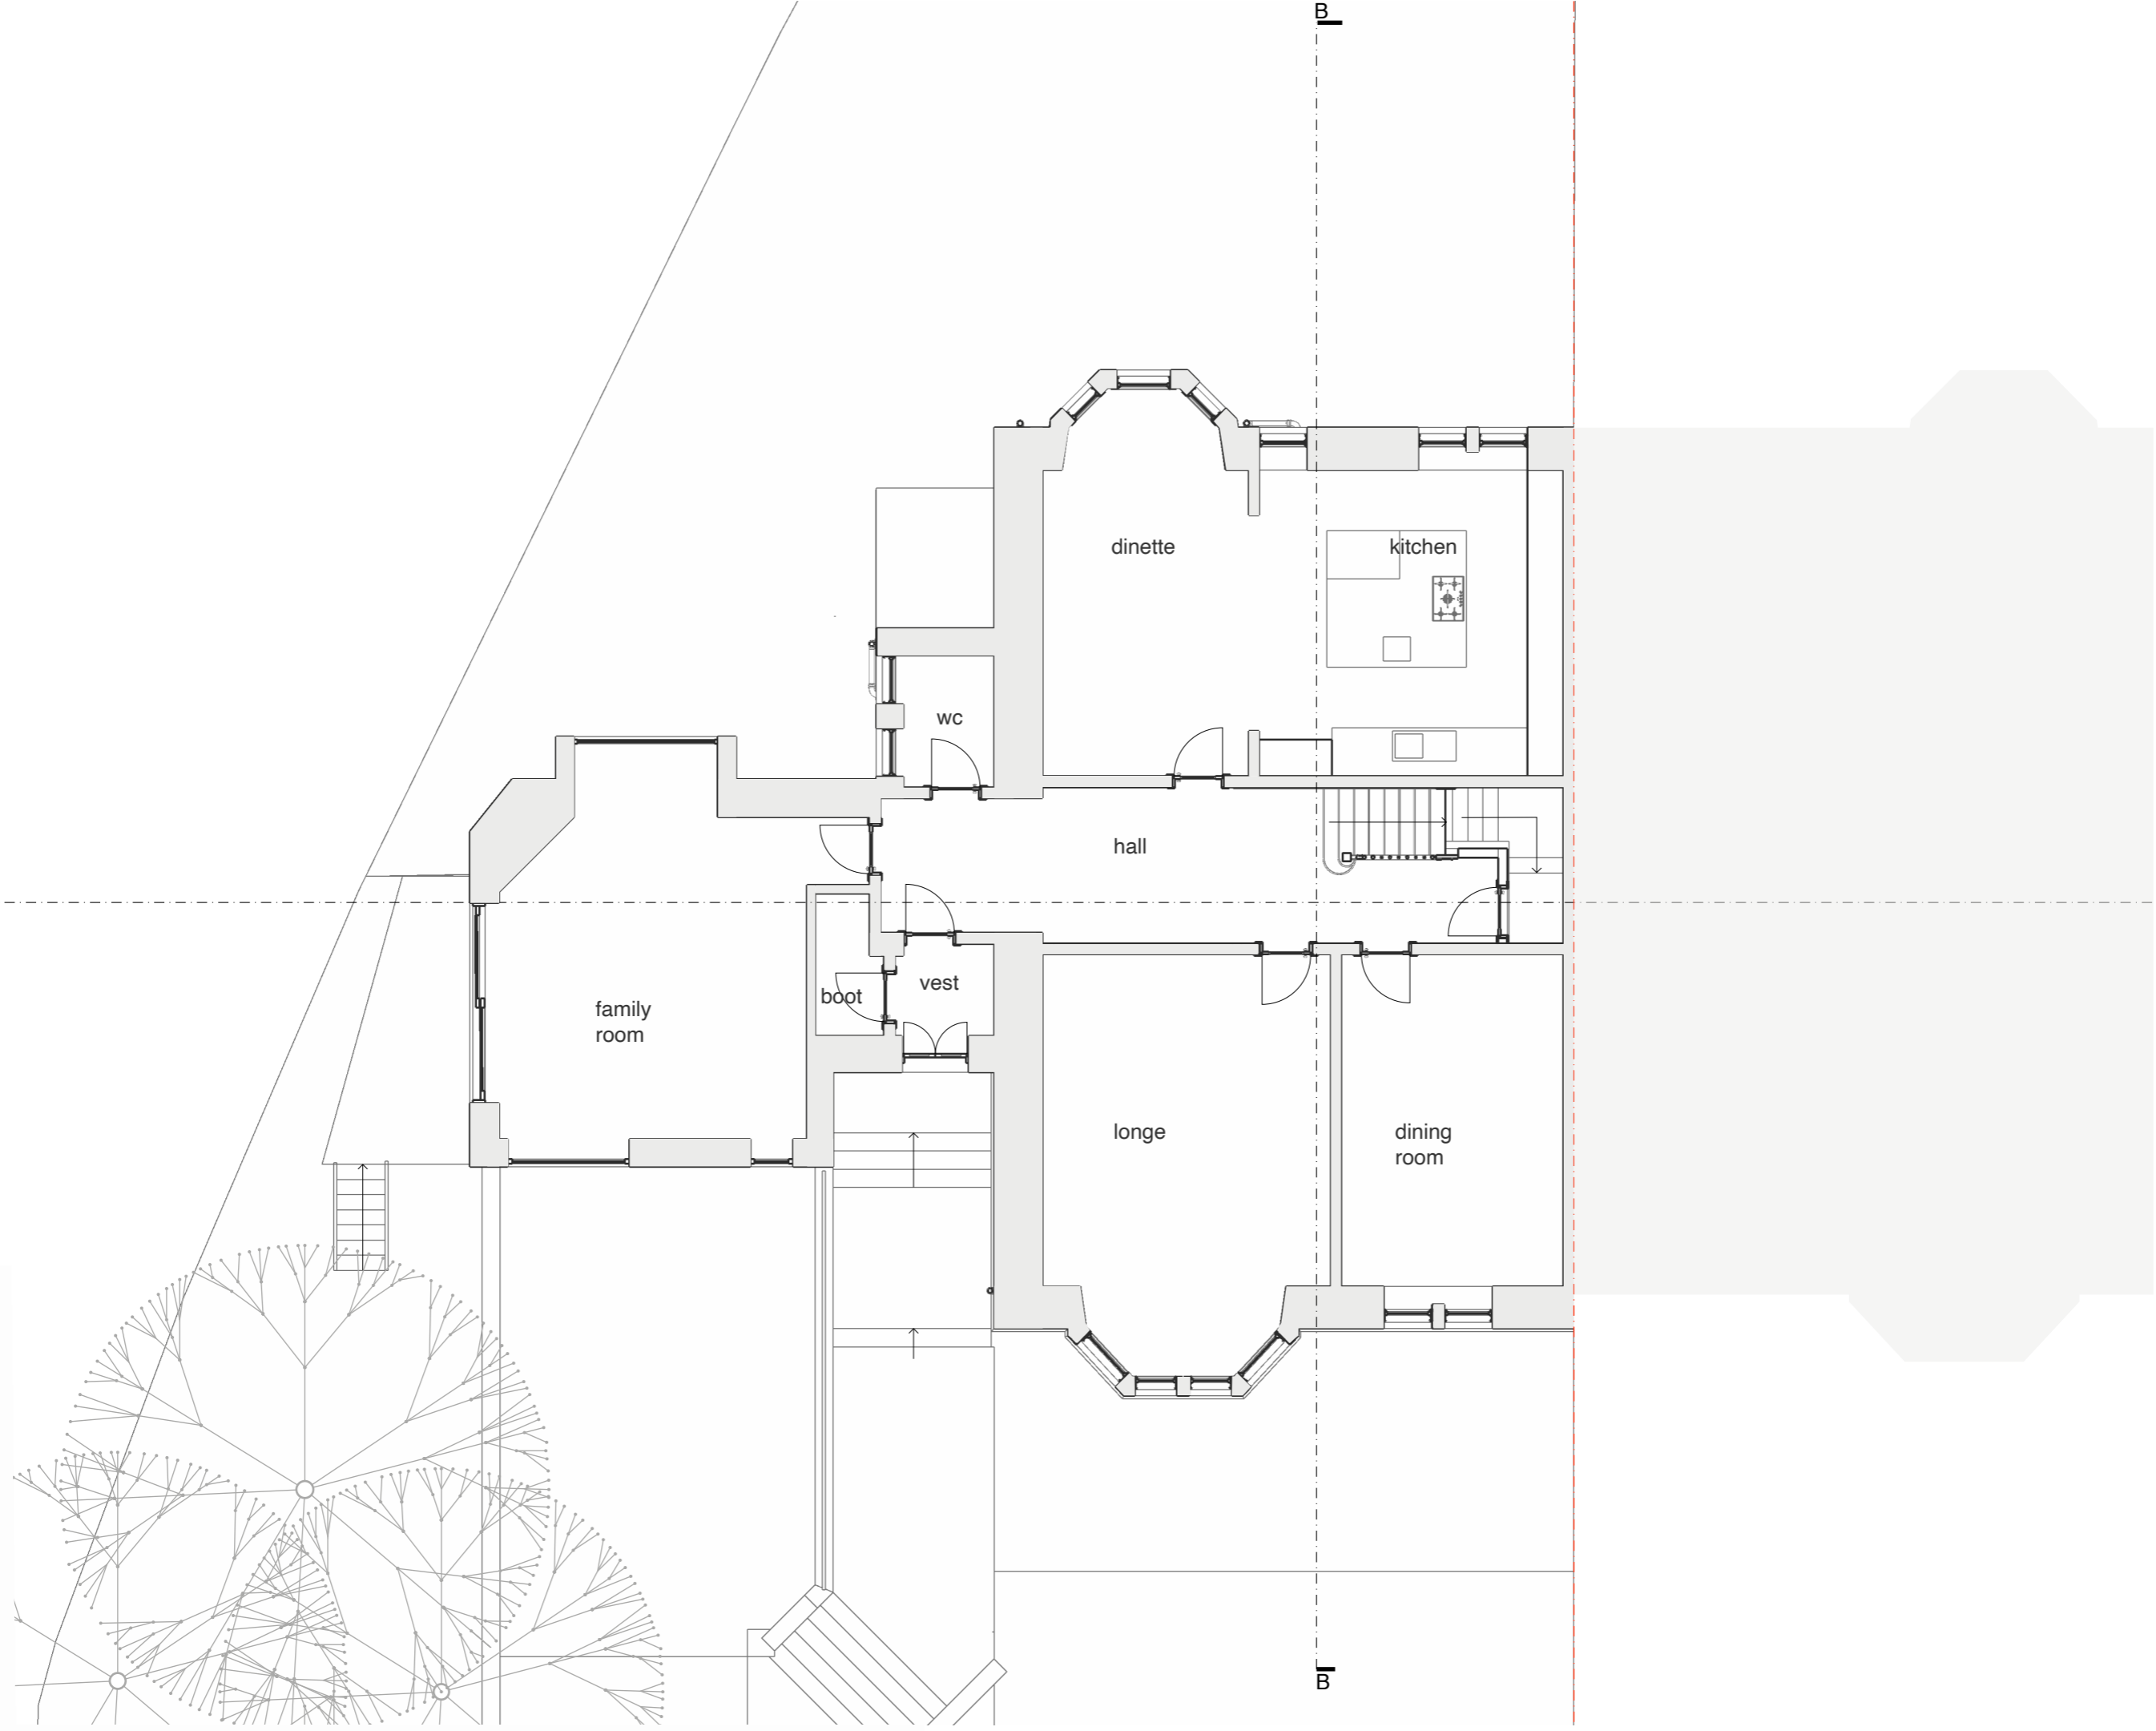 B
dinette
kitchen
wc
hall
vest
boot
family
room
longe
dining
room
B